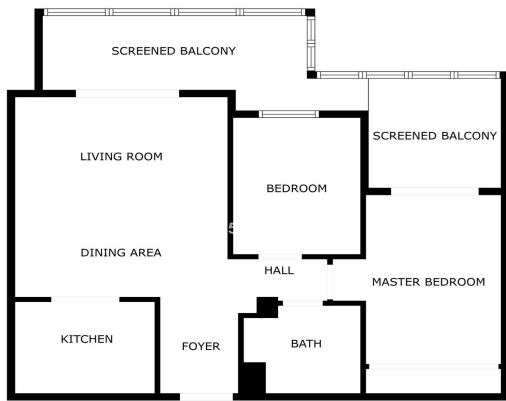 SCREENED BALCONY
SCREENED BALCONY
LIVING ROOM
BEDROOM
DINING AREA
HALL
MASTER BEDROOM
KITCHEN
FOYER
BATH